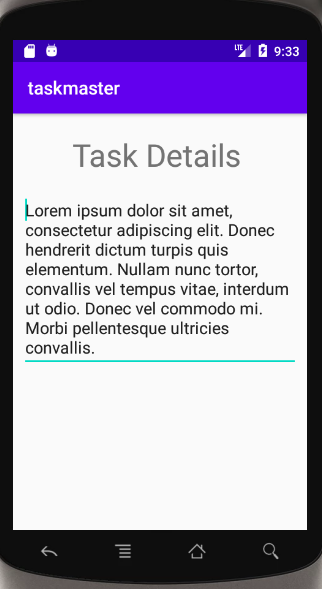 LTE 9:33
taskmaster
Task Details
Lorem ipsum dolor sit amet,
consectetur adipiscing elit. Donec
hendrerit dictum turpis quis
elementum. Nullam nunc tortor,
convallis vel tempus vitae, interdum
ut odio. Donec vel commodo mi.
Morbi pellentesque ultricies
convallis.